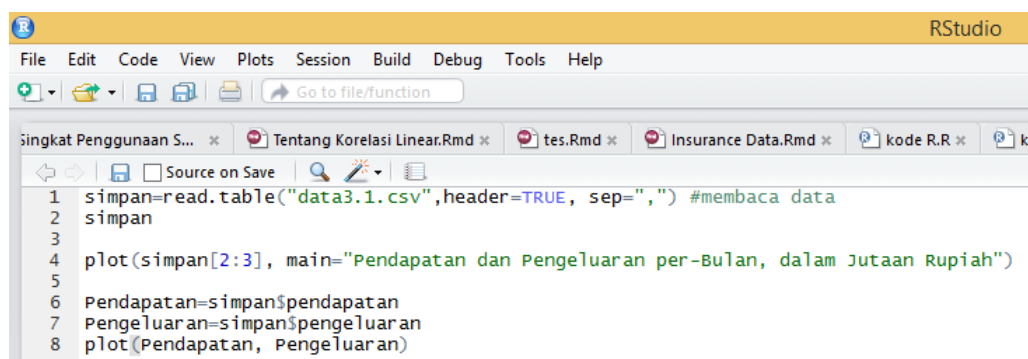 R
RStudio
File Edit Code View Plots Session Build Debug Tools Help
Go to file/function
Singkat Penggunaan S... × Tentang Korelasi Linear.Rmd × tes.Rmd × Insurance Data.Rmd × kode R.R × k
Source on Save
1 simpan=read.table("data3.1.csv",header=TRUE, sep=",") #membaca data
2 simpan
3
4 plot(simpan[2:3], main="Pendapatan dan Pengeluaran per-Bulan, dalam Jutaan Rupiah")
5
6 Pendapatan=simpan$pendapatan
7 Pengeluaran=simpan$pengeluaran
8 plot(Pendapatan, Pengeluaran)